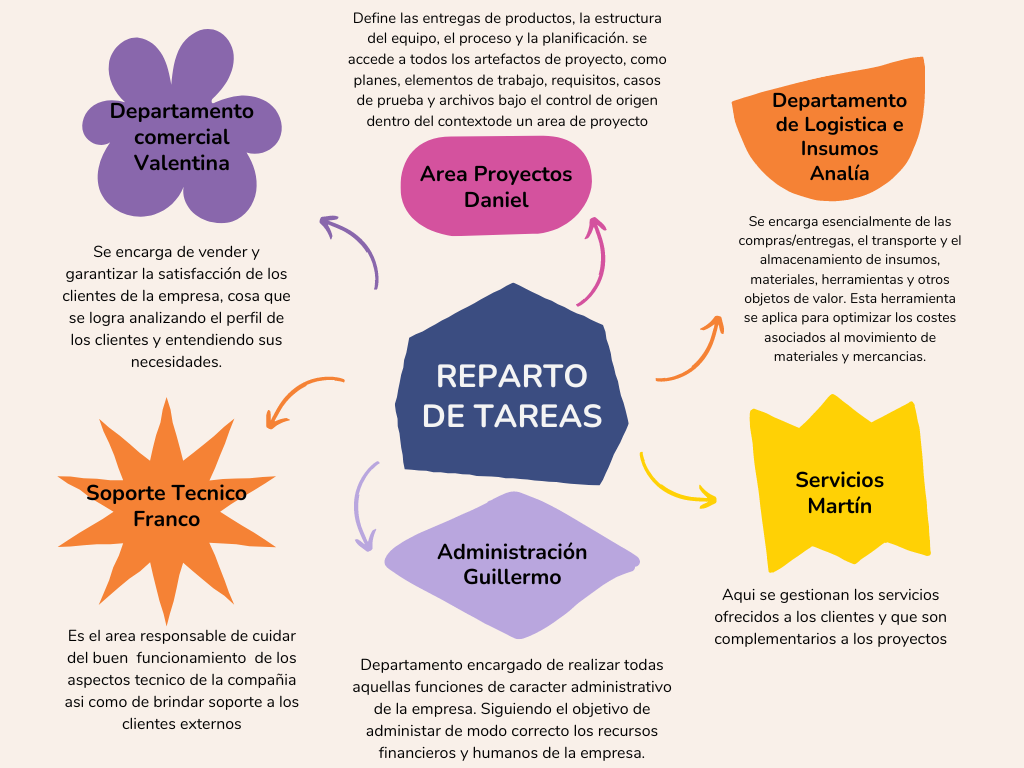 Define las entregas de productos, la estructura
del equipo, el proceso y la planificación. se
accede a todos los artefactos de proyecto, como
planes, elementos de trabajo, requisitos, casos
de prueba y archivos bajo el control de origen
dentro del contextode un area de proyecto
Departamento
comercial
Valentina
Area Proyectos
Daniel
Departamento
de Logistica e
Insumos
Analía
Se encarga de vender y
garantizar la satisfacción de los
clientes de la empresa, cosa que
se logra analizando el perfil de
los clientes y entendiendo sus
necesidades.
Se encarga esencialmente de las
compras/entregas, el transporte y el
almacenamiento de insumos,
materiales, herramientas y otros
objetos de valor. Esta herramienta
se aplica para optimizar los costes
asociados al movimiento de
materiales y mercancias.
REPARTO
DE TAREAS
Soporte Tecnico
Franco
Servicios
Martín
Administración
Guillermo
Es el area responsable de cuidar
del buen  funcionamiento  de los
aspectos tecnico de la compañia
asi como de brindar soporte a los
clientes externos
Aqui se gestionan los servicios
ofrecidos a los clientes y que son
complementarios a los proyectos
Departamento encargado de realizar todas
aquellas funciones de caracter administrativo
de la empresa. Siguiendo el objetivo de
administar de modo correcto los recursos
financieros y humanos de la empresa.